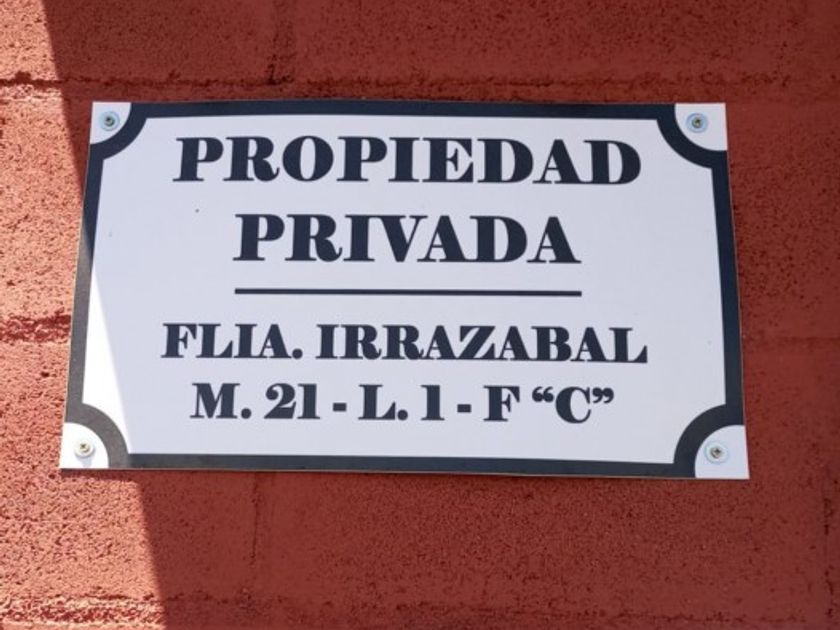 PROPIEDAD
PRIVADA
FLIA. IRRAZABAL
M. 21 - L. 1 - F “C”